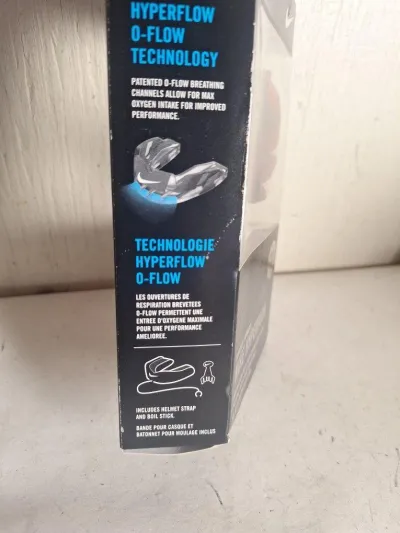 HYPERFLOW
O-FLOW
TECHNOLOGY
PATENTED O-FLOW BREATHING
CHANNELS ALLOW FOR MAX
OXYGEN INTAKE FOR IMPROVED
PERFORMANCE.
TECHNOLOGIE
HYPERFLOW
O-FLOW
LES OUVERTURES DE
RESPIRATION BREVETEES
O-FLOW PERMETTENT UNE
ENTREE D'OXYGENE MAXIMALE
POUR UNE PERFORMANCE
AMELIOREE.
INCLUDES HELMET STRAP
AND BOIL STICK.
BANDE POUR CASQUE ET
BATONNET POUR MOULAGE INCLUS